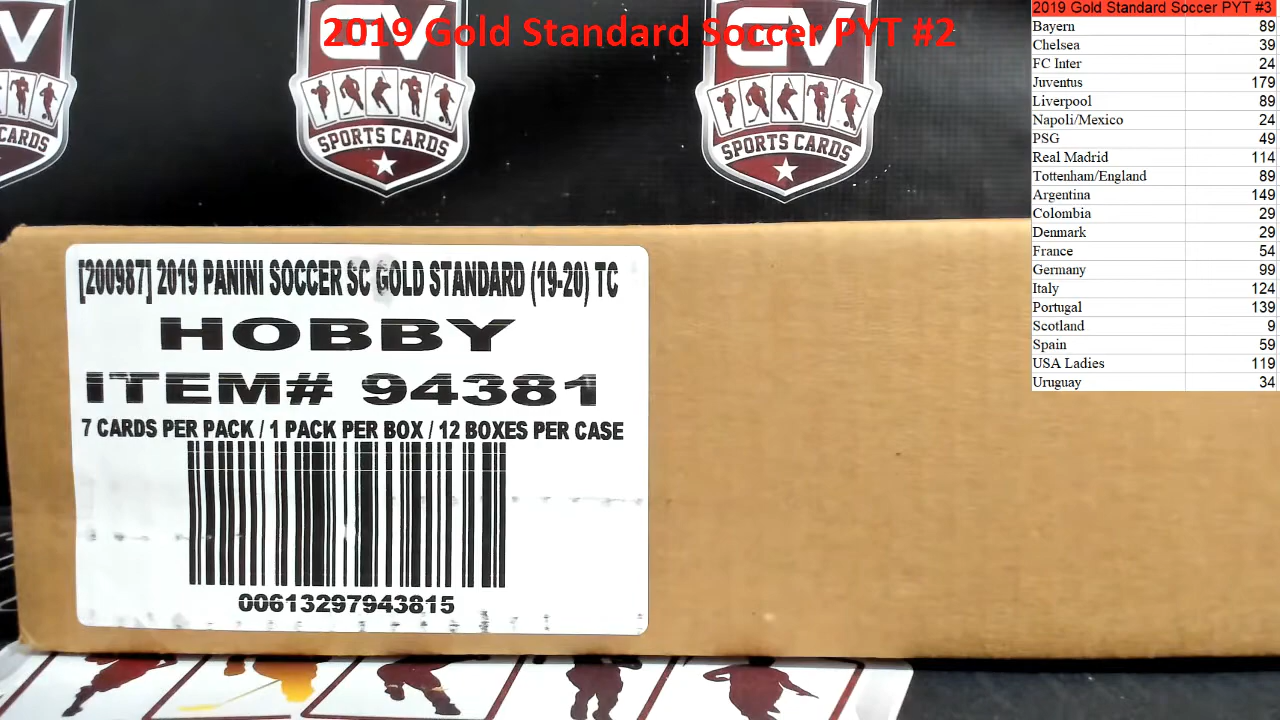 2019 Gold Standard Soccer PYT #2
GV
SPORTS CARDS
GV
SPORTS CARDS
V
CARDS
2019 Gold Standard Soccer PYT #3
Bayern 89
Chelsea 39
FC Inter 24
Juventus 179
Liverpool 89
Napoli/Mexico 24
PSG 49
Real Madrid 114
Tottenham/England 89
Argentina 149
Colombia 29
Denmark 29
France 54
Germany 99
Italy 124
Portugal 139
Scotland 9
Spain 59
USA Ladies 119
Uruguay 34
[200987] 2019 PANINI SOCCER SC GOLD STANDARD (19-20) TC
HOBBY
ITEM# 94381
7 CARDS PER PACK / 1 PACK PER BOX / 12 BOXES PER CASE
00613297943815